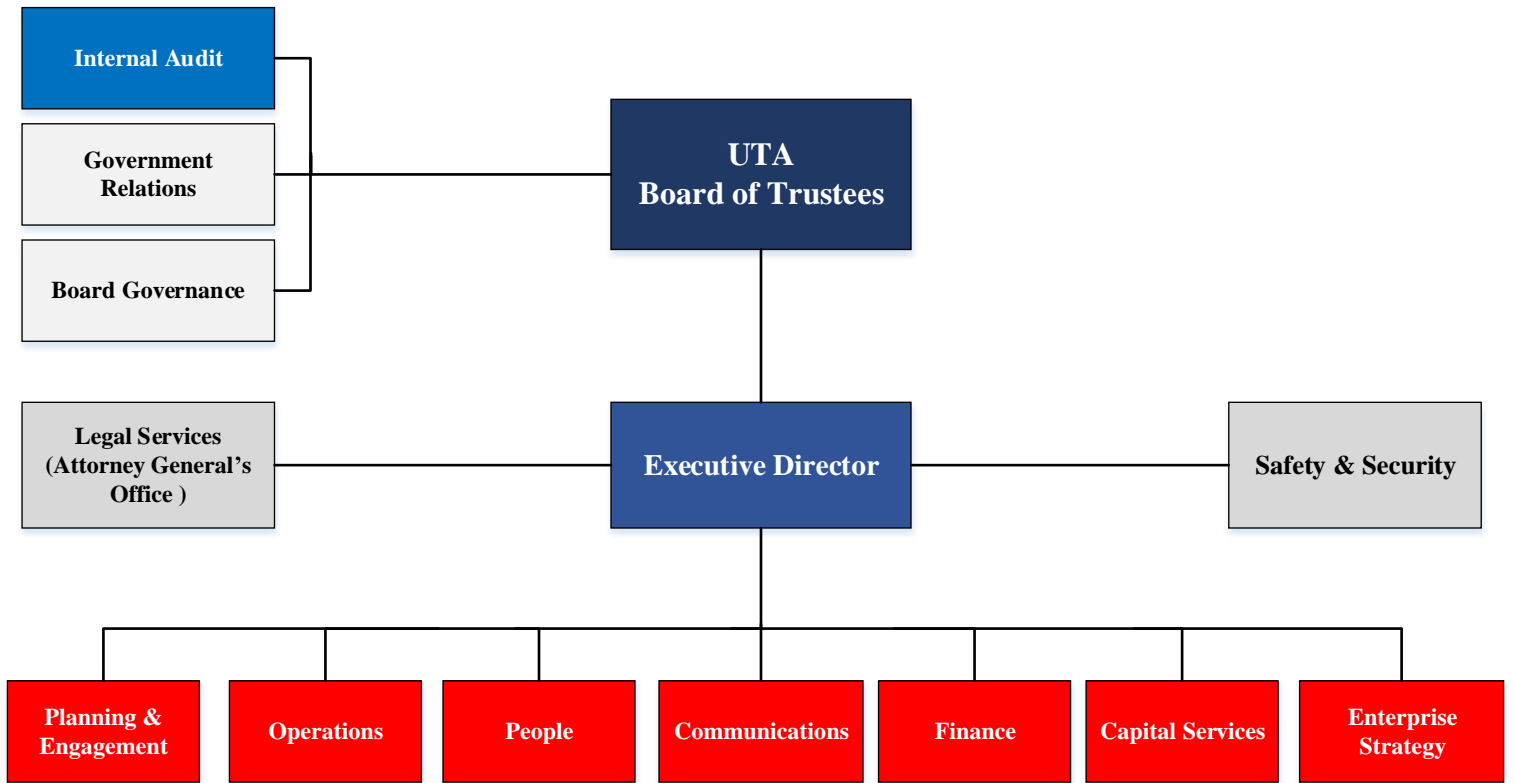 Internal Audit
Government
Relations
Board Governance
UTA
Board of Trustees
Legal Services
(Attorney General’s
Office )
Executive Director
Safety & Security
Planning &
Engagement
Operations
People
Communications
Finance
Capital Services
Enterprise
Strategy